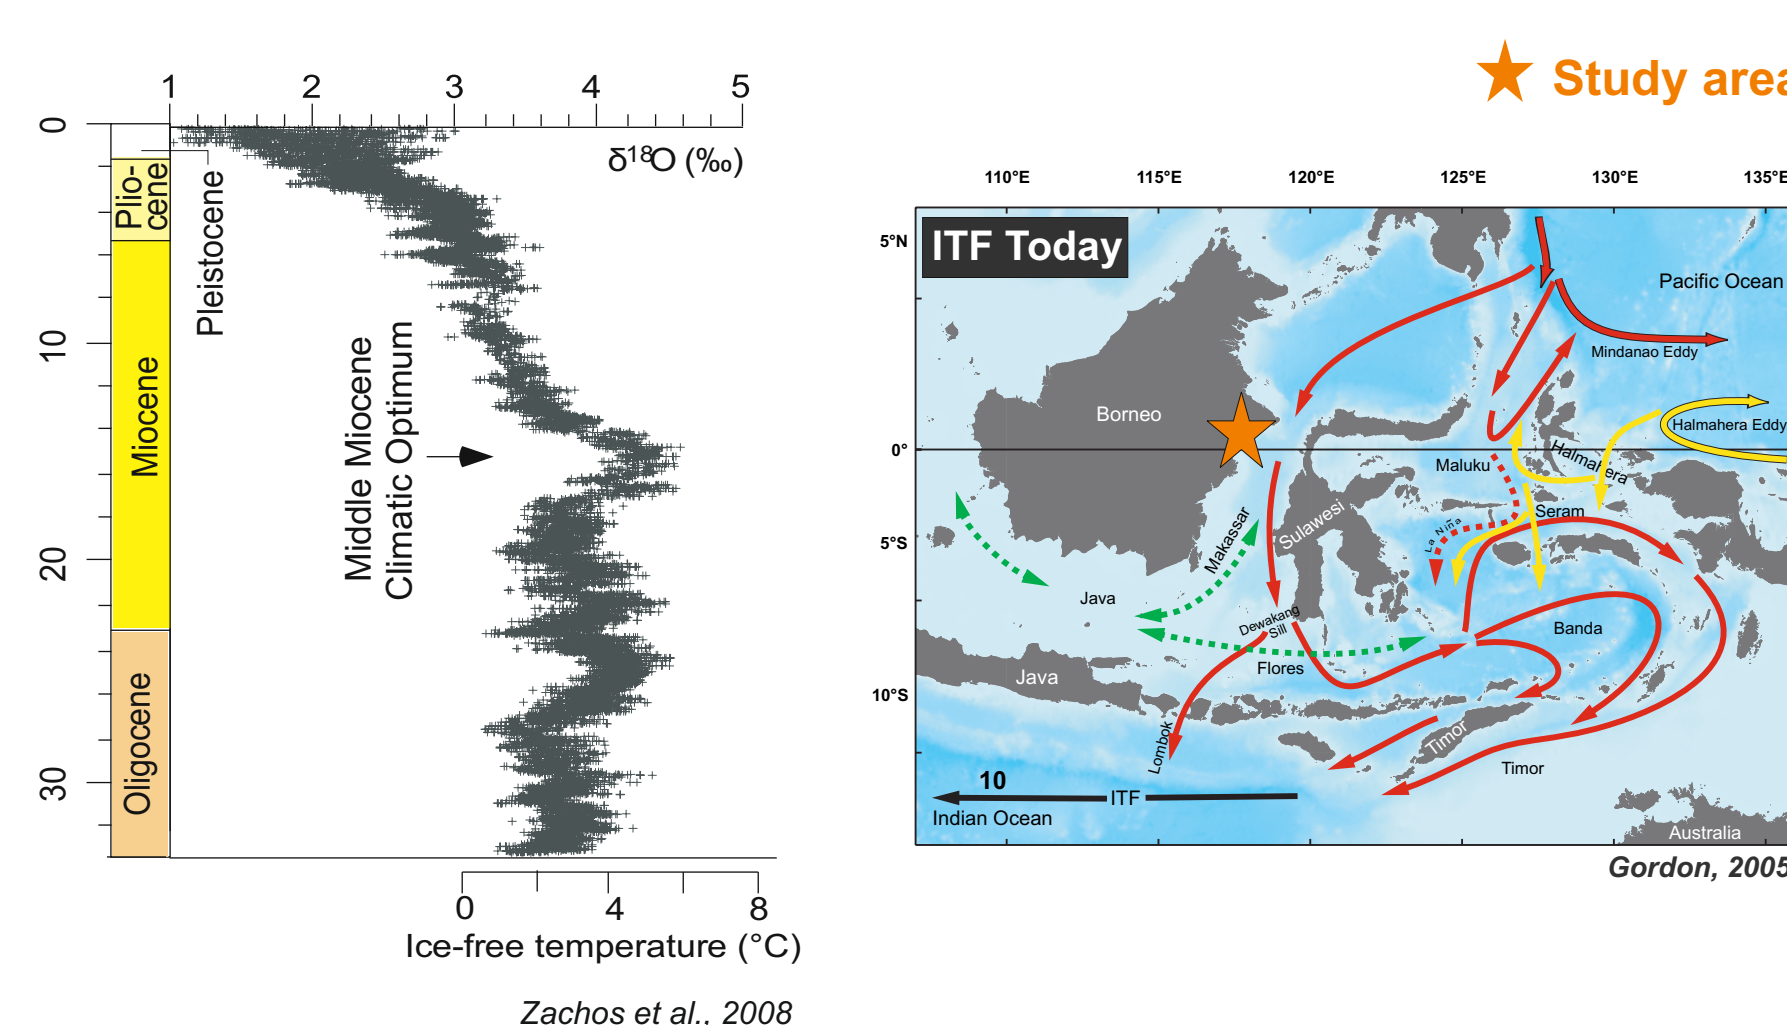 1 2 3 4 5
δ¹⁸O (‰)
0
10
20
30
Plio-
cene
Pleistocene
Miocene
Oligocene
Middle Miocene
Climatic Optimum
0 4 8
Ice-free temperature (°C)
Zachos et al., 2008
Study area
110°E 115°E 120°E 125°E 130°E 135°E
5°N
0°
5°S
10°S
ITF Today
Pacific Ocean
Mindanao Eddy
Borneo
Halmahera Eddy
Maluku
Halmahera
Seram
La Niña
Makassar
Sulawesi
Java
Dewakang
Sill
Banda
Flores
Java
Lombok
Timor
Timor
10
ITF
Indian Ocean
Australia
Gordon, 2005